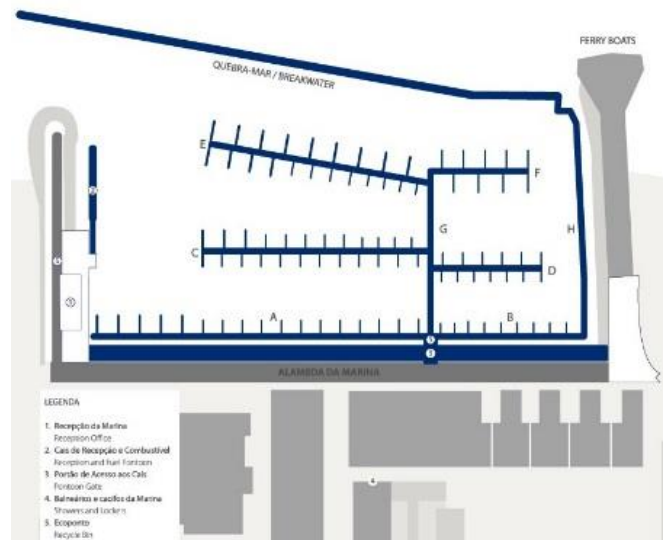 FERRY BOATS
QUEBRA-MAR / BREAKWATER
E
F
2
G
H
C
D
A
B
ALAMEDA DA MARINA
LEGENDA
1. Recepção da Marina
Reception Office
2. Cais de Recepção e Combustível
Reception and Fuel Pontoon
3. Portão de Acesso aos Cais
Pontoon Gate
4. Balneários e cacifos da Marina
Showers and Lockers
5. Ecoponto
Recycle Bin
4